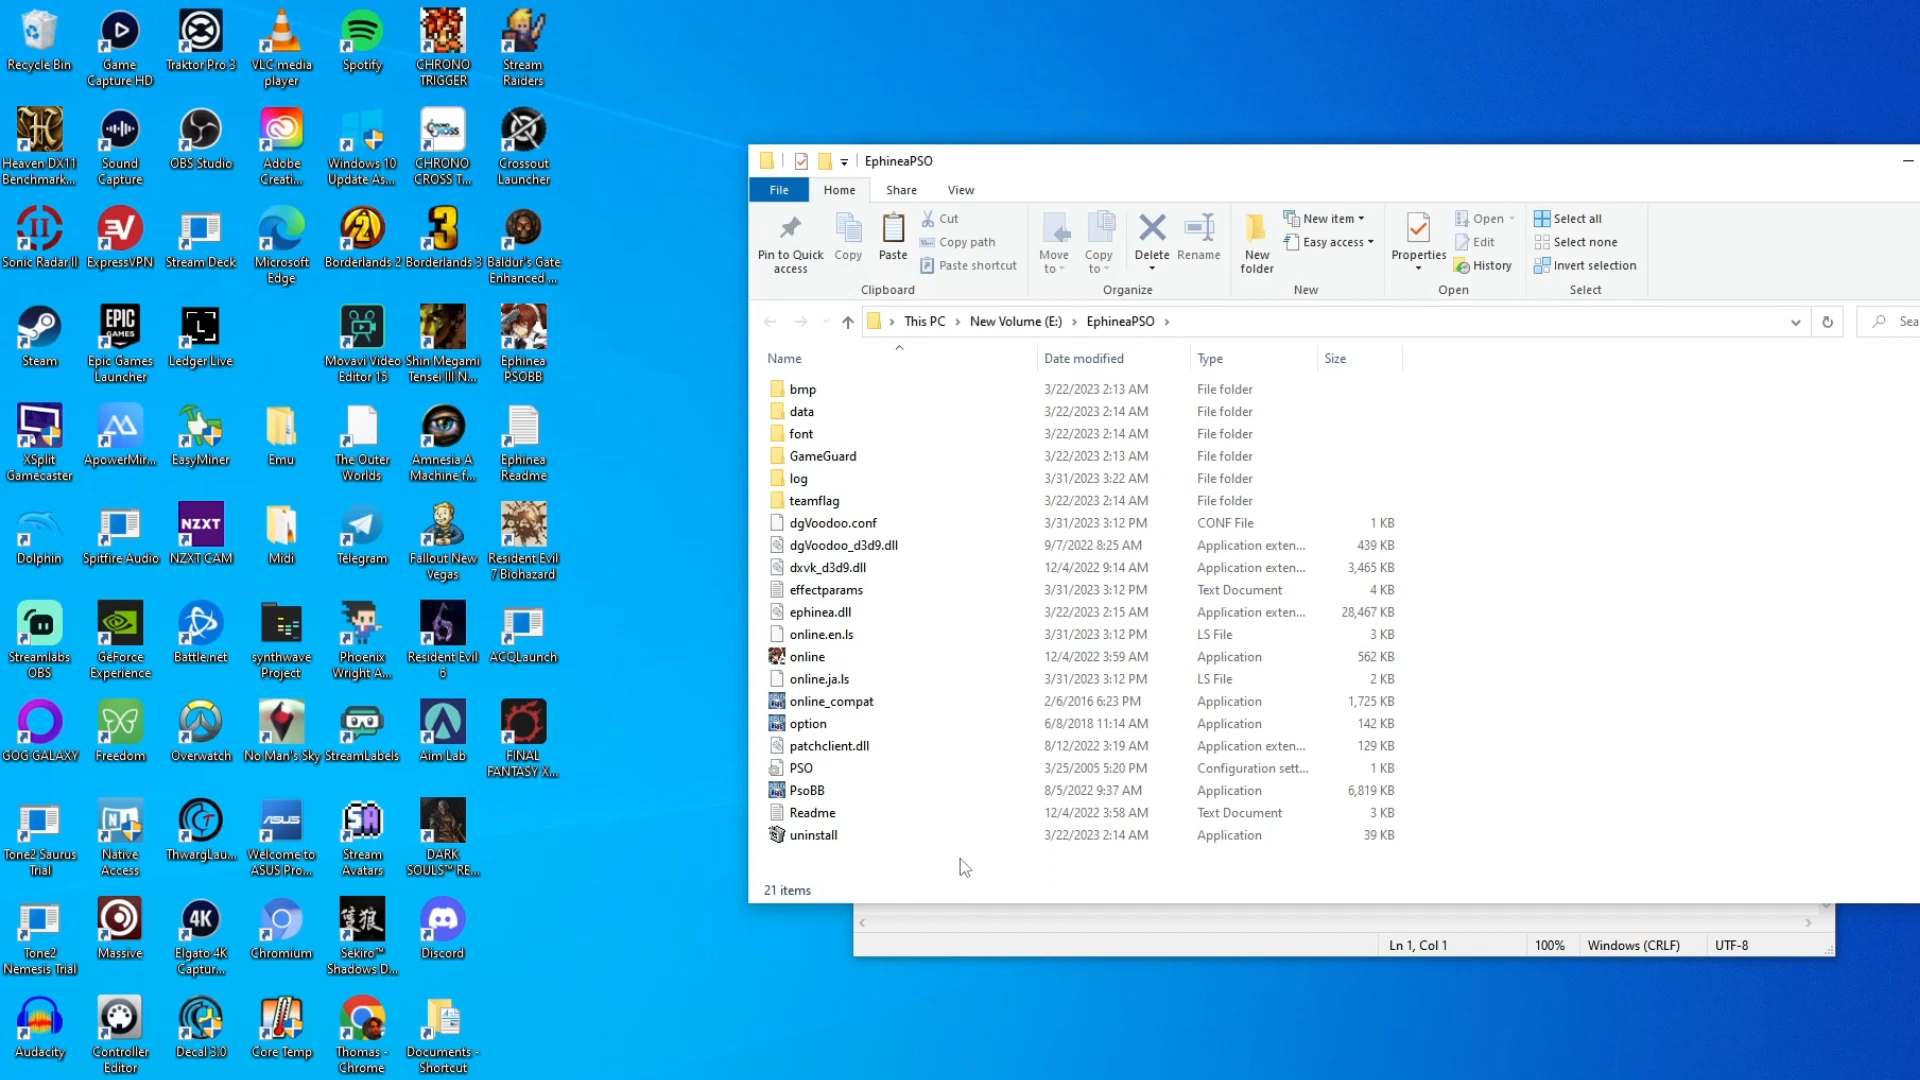 Recycle Bin
Game
Capture HD
Traktor Pro 3
VLC media
player
Spotify
CHRONO
TRIGGER
Stream
Raiders
Heaven DX11
Benchmark...
Sound
Capture
OBS Studio
Adobe
Creati...
Windows 10
Update As...
CHRONO
CROSS T...
Crossout
Launcher
Sonic Radar II
ExpressVPN
Stream Deck
Microsoft
Edge
Borderlands 2
Borderlands 3
Baldur's Gate
Enhanced ...
Steam
Epic Games
Launcher
Ledger Live
Movavi Video
Editor 15
Shin Megami
Tensei III N...
Ephinea
PSOBB
XSplit
Gamecaster
ApowerMir...
EasyMiner
Emu
The Outer
Worlds
Amnesia A
Machine f...
Ephinea
Readme
Dolphin
Spitfire Audio
NZXT
NZXT CAM
Midi
Telegram
Fallout New
Vegas
Resident Evil
7 Biohazard
Streamlabs
OBS
GeForce
Experience
Battle.net
synthwave
Project
Phoenix
Wright A...
Resident Evil
6
ACQLaunch
GOG GALAXY
Freedom
Overwatch
No Man's Sky
StreamLabels
Aim Lab
FINAL
FANTASY X...
Tone2 Saurus
Trial
Native
Access
ThwargLau...
Welcome to
ASUS Pro...
Stream
Avatars
DARK
SOULS™ RE...
Tone2
Nemesis Trial
Massive
Elgato 4K
Captur...
Chromium
Sekiro™
Shadows D...
Discord
Audacity
Controller
Editor
Decal 3.0
Core Temp
Thomas -
Chrome
Documents -
Shortcut
EphineaPSO
File
Home
Share
View
Pin to Quick
access
Copy
Paste
Cut
Copy path
Paste shortcut
Clipboard
Move
to
Copy
to
Delete
Rename
Organize
New
folder
New item
Easy access
New
Properties
Open
Edit
History
Open
Select all
Select none
Invert selection
Select
This PC › New Volume (E:) › EphineaPSO ›
Sea
Name Date modified Type Size
bmp 3/22/2023 2:13 AM File folder
data 3/22/2023 2:14 AM File folder
font 3/22/2023 2:14 AM File folder
GameGuard 3/22/2023 2:13 AM File folder
log 3/31/2023 3:22 AM File folder
teamflag 3/22/2023 2:14 AM File folder
dgVoodoo.conf 3/31/2023 3:12 PM CONF File 1 KB
dgVoodoo_d3d9.dll 9/7/2022 8:25 AM Application exten... 439 KB
dxvk_d3d9.dll 12/4/2022 9:14 AM Application exten... 3,465 KB
effectparams 3/31/2023 3:12 PM Text Document 4 KB
ephinea.dll 3/22/2023 2:15 AM Application exten... 28,467 KB
online.en.ls 3/31/2023 3:12 PM LS File 3 KB
online 12/4/2022 3:59 AM Application 562 KB
online.ja.ls 3/31/2023 3:12 PM LS File 2 KB
online_compat 2/6/2016 6:23 PM Application 1,725 KB
option 6/8/2018 11:14 AM Application 142 KB
patchclient.dll 8/12/2022 3:19 AM Application exten... 129 KB
PSO 3/25/2005 5:20 PM Configuration sett... 1 KB
PsoBB 8/5/2022 9:37 AM Application 6,819 KB
Readme 12/4/2022 3:58 AM Text Document 3 KB
uninstall 3/22/2023 2:14 AM Application 39 KB
21 items
Ln 1, Col 1 100% Windows (CRLF) UTF-8